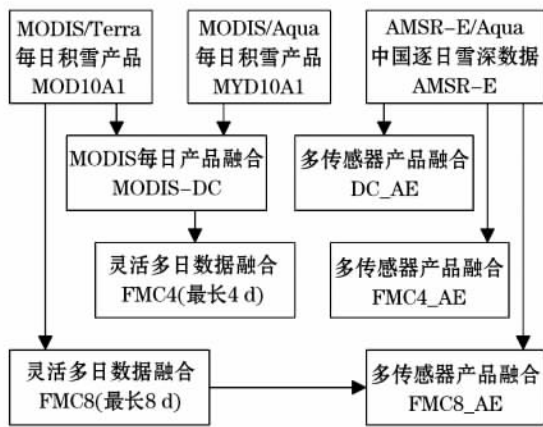 MODIS/Terra
每日积雪产品
MOD10A1
MODIS/Aqua
每日积雪产品
MYD10A1
AMSR-E/Aqua
中国逐日雪深数据
AMSR-E
MODIS每日产品融合
MODIS-DC
多传感器产品融合
DC_AE
灵活多日数据融合
FMC4(最长4 d)
多传感器产品融合
FMC4_AE
灵活多日数据融合
FMC8(最长8 d)
多传感器产品融合
FMC8_AE